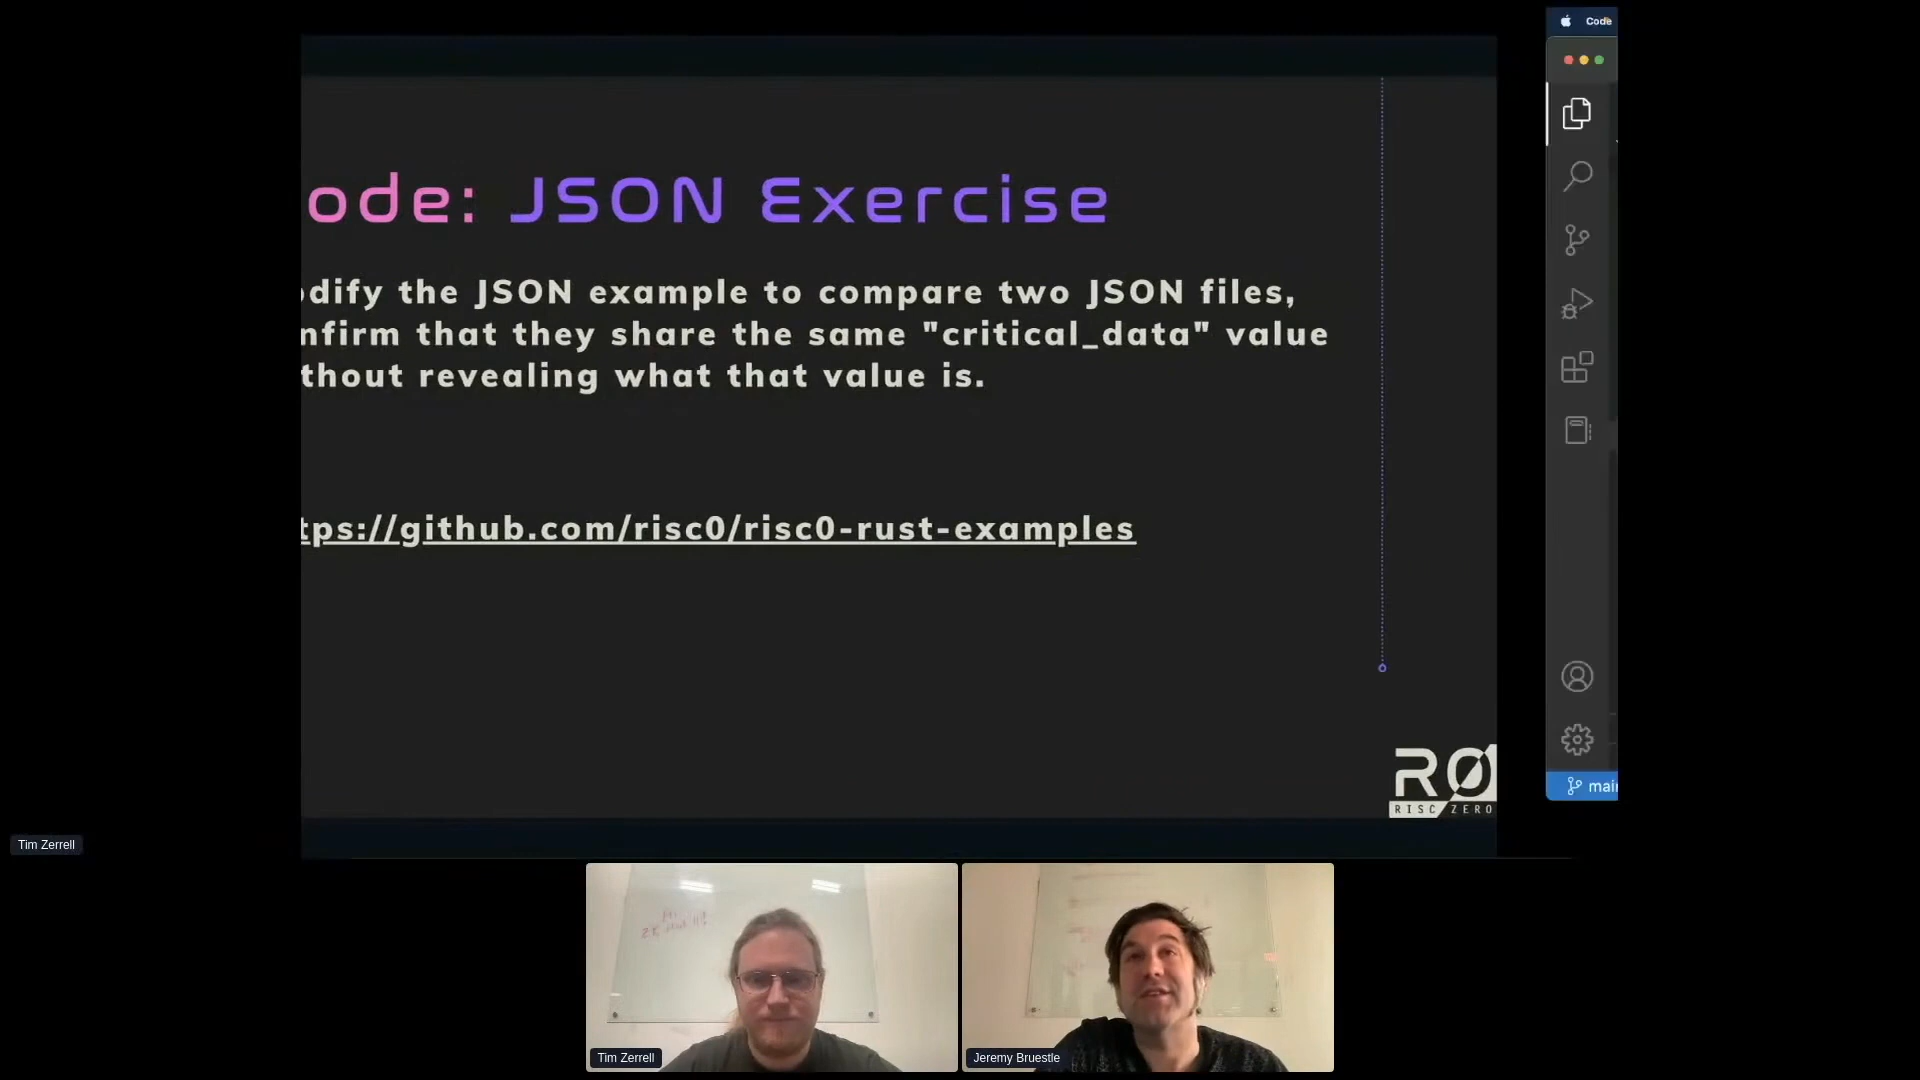 Code
ode: JSON Exercise
dify the JSON example to compare two JSON files,
nfirm that they share the same "critical_data" value
thout revealing what that value is.
tps://github.com/risc0/risc0-rust-examples
RØ
RISC ZERO
mai
Tim Zerrell
Tim Zerrell
Jeremy Bruestle